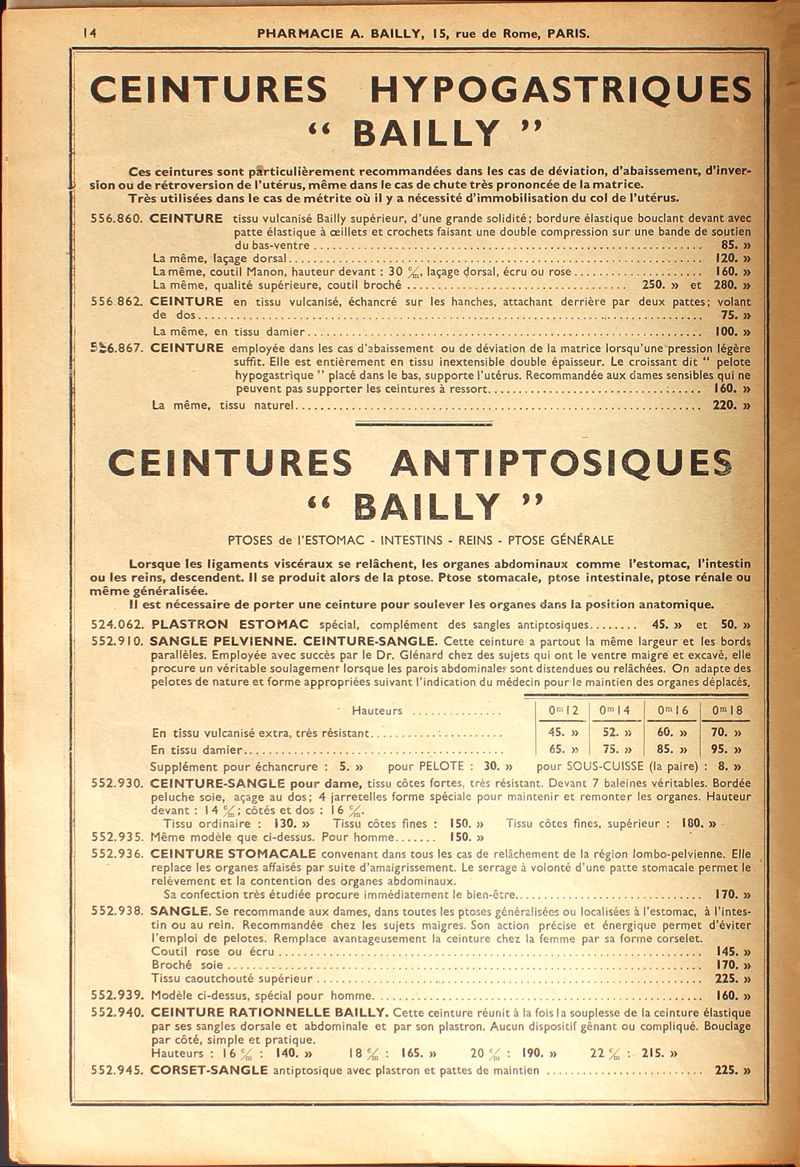 14 PHARMACIE A. BAILLY, 15, rue de Rome, PARIS.
CEINTURES HYPOGASTRIQUES
“ BAILLY ”
Ces ceintures sont particulièrement recommandées dans les cas de déviation, d'abaissement, d'inver-
sion ou de rétroversion de l'utérus, même dans le cas de chute très prononcée de la matrice.
Très utilisées dans le cas de métrite où il y a nécessité d'immobilisation du col de l'utérus.
556.860. CEINTURE tissu vulcanisé Bailly supérieur, d'une grande solidité; bordure élastique bouclant devant avec
patte élastique à œillets et crochets faisant une double compression sur une bande de soutien
du bas-ventre ........ 85. »
La même, laçage dorsal ........ 120. »
La même, coutil Manon, hauteur devant : 30 c/m, laçage dorsal, écru ou rose ........ 160. »
La même, qualité supérieure, coutil broché ........ 250. » et 280. »
556 862. CEINTURE en tissu vulcanisé, échancré sur les hanches, attachant derrière par deux pattes; volant
de dos ........ 75. »
La même, en tissu damier ........ 100. »
556.867. CEINTURE employée dans les cas d'abaissement ou de déviation de la matrice lorsqu'une pression légère
suffit. Elle est entièrement en tissu inextensible double épaisseur. Le croissant dit “ pelote
hypogastrique ” placé dans le bas, supporte l'utérus. Recommandée aux dames sensibles qui ne
peuvent pas supporter les ceintures à ressort ........ 160. »
La même, tissu naturel ........ 220. »
CEINTURES ANTIPTOSIQUES
“ BAILLY ”
PTOSES de l'ESTOMAC - INTESTINS - REINS - PTOSE GÉNÉRALE
Lorsque les ligaments viscéraux se relâchent, les organes abdominaux comme l'estomac, l'intestin
ou les reins, descendent. Il se produit alors de la ptose. Ptose stomacale, ptose intestinale, ptose rénale ou
même généralisée.
Il est nécessaire de porter une ceinture pour soulever les organes dans la position anatomique.
524.062. PLASTRON ESTOMAC spécial, complément des sangles antiptosiques ........ 45. » et 50. »
552.910. SANGLE PELVIENNE. CEINTURE-SANGLE. Cette ceinture a partout la même largeur et les bords
parallèles. Employée avec succès par le Dr. Glénard chez des sujets qui ont le ventre maigre et excavé, elle
procure un véritable soulagement lorsque les parois abdominales sont distendues ou relâchées. On adapte des
pelotes de nature et forme appropriées suivant l'indication du médecin pour le maintien des organes déplacés.
Hauteurs ........ 0m12 0m14 0m16 0m18
En tissu vulcanisé extra, très résistant ........ 45. » 52. » 60. » 70. »
En tissu damier ........ 65. » 75. » 85. » 95. »
Supplément pour échancrure : 5. » pour PELOTE : 30. » pour SOUS-CUISSE (la paire) : 8. »
552.930. CEINTURE-SANGLE pour dame, tissu côtes fortes, très résistant. Devant 7 baleines véritables. Bordée
peluche soie, açage au dos; 4 jarretelles forme spéciale pour maintenir et remonter les organes. Hauteur
devant : 14 c/m; côtés et dos : 16 c/m.
Tissu ordinaire : 130. » Tissu côtes fines : 150. » Tissu côtes fines, supérieur : 180. »
552.935. Même modèle que ci-dessus. Pour homme ....... 150. »
552.936. CEINTURE STOMACALE convenant dans tous les cas de relâchement de la région lombo-pelvienne. Elle
replace les organes affaisés par suite d'amaigrissement. Le serrage à volonté d'une patte stomacale permet le
relèvement et la contention des organes abdominaux.
Sa confection très étudiée procure immédiatement le bien-être ........ 170. »
552.938. SANGLE. Se recommande aux dames, dans toutes les ptoses généralisées ou localisées à l'estomac, à l'intes-
tin ou au rein. Recommandée chez les sujets maigres. Son action précise et énergique permet d'éviter
l'emploi de pelotes. Remplace avantageusement la ceinture chez la femme par sa forme corselet.
Coutil rose ou écru ........ 145. »
Broché soie ........ 170. »
Tissu caoutchouté supérieur ........ 225. »
552.939. Modèle ci-dessus, spécial pour homme ........ 160. »
552.940. CEINTURE RATIONNELLE BAILLY. Cette ceinture réunit à la fois la souplesse de la ceinture élastique
par ses sangles dorsale et abdominale et par son plastron. Aucun dispositif gênant ou compliqué. Bouclage
par côté, simple et pratique.
Hauteurs : 16 c/m : 140. » 18 c/m : 165. » 20 c/m : 190. » 22 c/m : 215. »
552.945. CORSET-SANGLE antiptosique avec plastron et pattes de maintien ........ 225. »